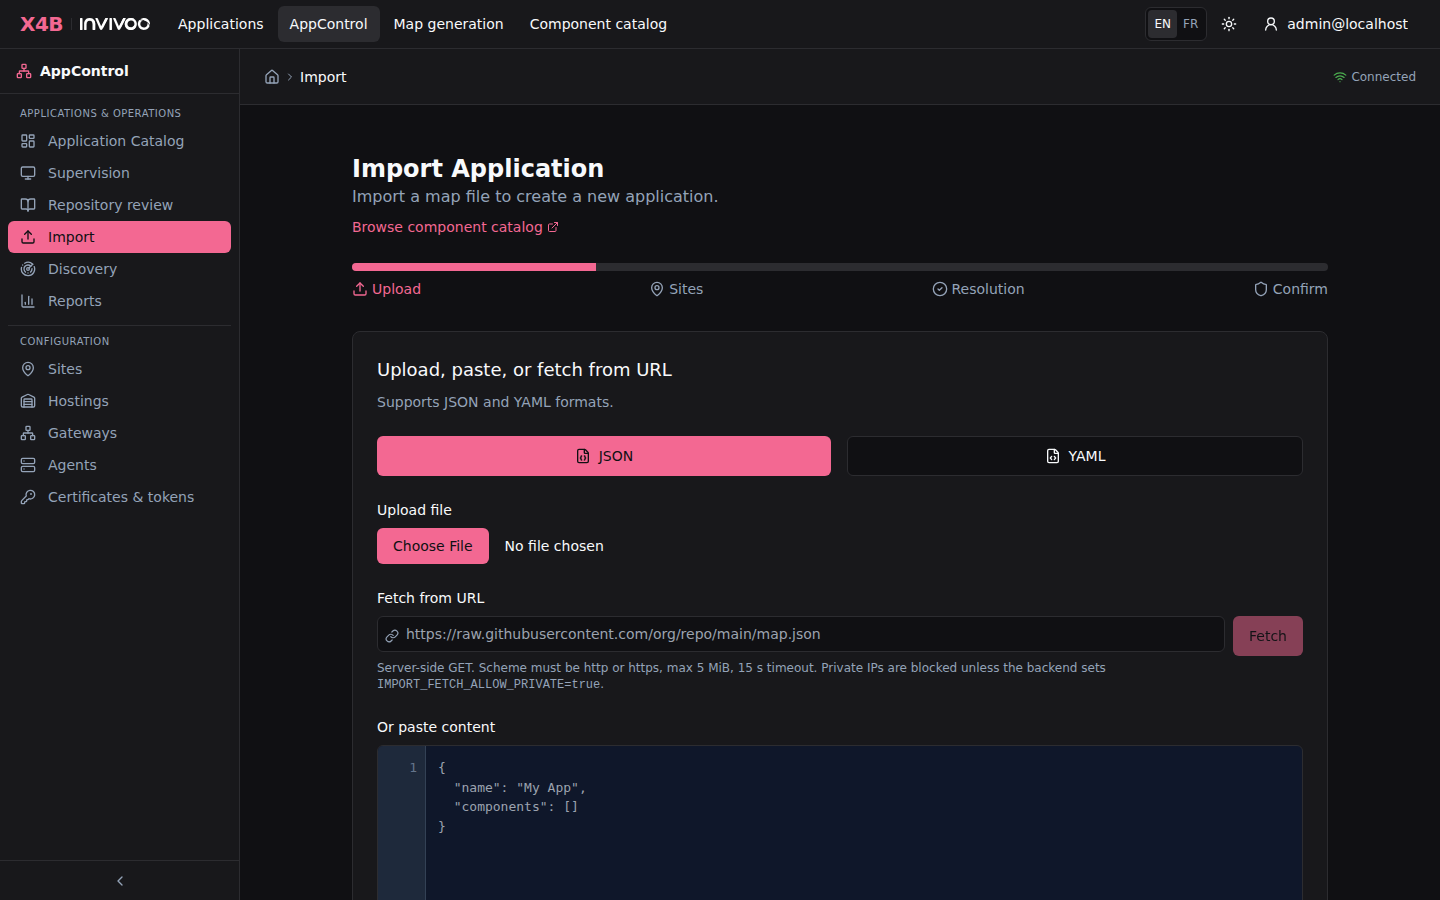 X4B INVIVOO Applications AppControl Map generation Component catalog EN FR admin@localhost
AppControl
Import
Connected
APPLICATIONS & OPERATIONS
Application Catalog
Supervision
Repository review
Import
Discovery
Reports
CONFIGURATION
Sites
Hostings
Gateways
Agents
Certificates & tokens
Import Application
Import a map file to create a new application.
Browse component catalog
Upload Sites Resolution Confirm
Upload, paste, or fetch from URL
Supports JSON and YAML formats.
JSON YAML
Upload file
Choose File No file chosen
Fetch from URL
https://raw.githubusercontent.com/org/repo/main/map.json Fetch
Server-side GET. Scheme must be http or https, max 5 MiB, 15 s timeout. Private IPs are blocked unless the backend sets
IMPORT_FETCH_ALLOW_PRIVATE=true.
Or paste content
1 {
"name": "My App",
"components": []
}